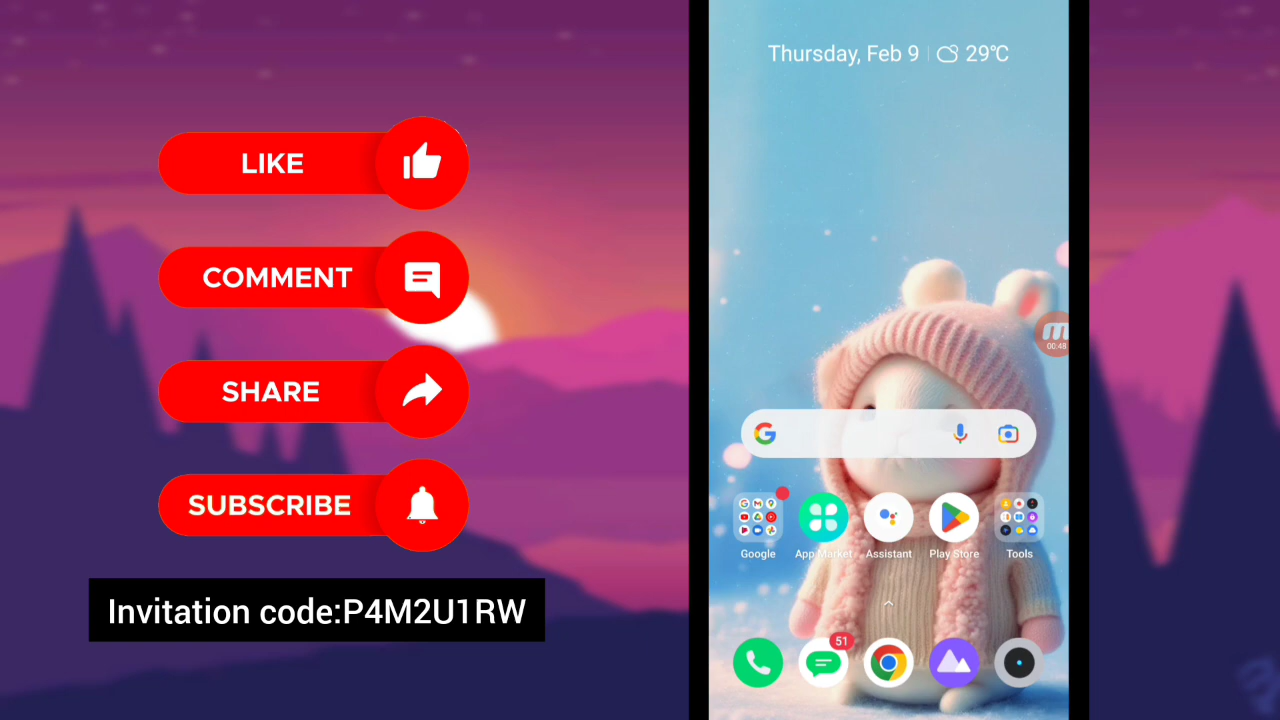 LIKE
COMMENT
SHARE
SUBSCRIBE
Invitation code:P4M2U1RW
Thursday, Feb 9 29℃
00:48
Google App Market Assistant Play Store Tools
51